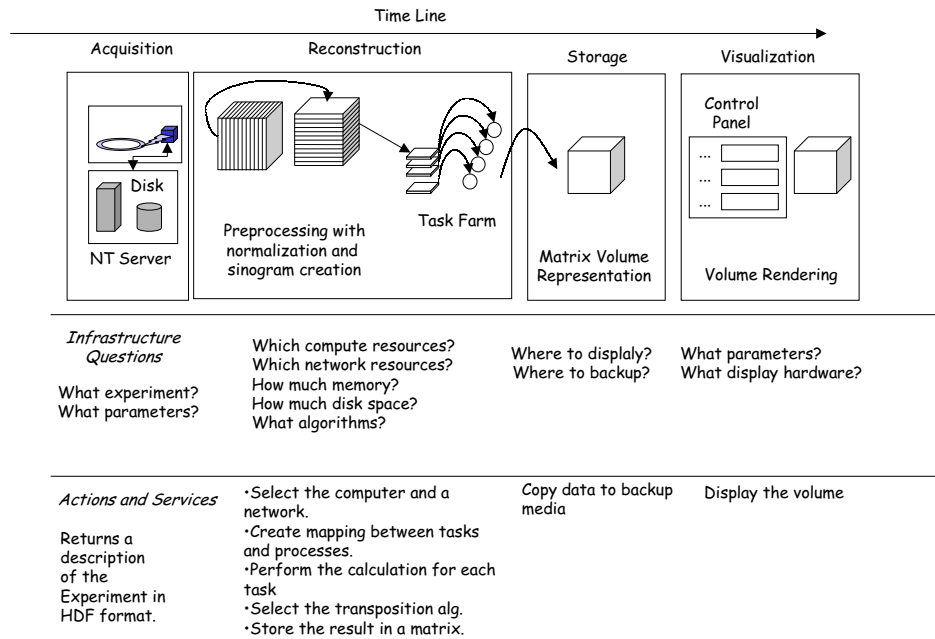 Time Line
Acquisition
Reconstruction
Storage
Visualization
Disk
NT Server
Preprocessing with
normalization and
sinogram creation
Task Farm
Matrix Volume
Representation
Control
Panel
...
...
...
Volume Rendering
Infrastructure
Questions
What experiment?
What parameters?
Which compute resources?
Which network resources?
How much memory?
How much disk space?
What algorithms?
Where to displaly?
Where to backup?
What parameters?
What display hardware?
Actions and Services
Returns a
description
of the
Experiment in
HDF format.
•Select the computer and a
network.
•Create mapping between tasks
and processes.
•Perform the calculation for each
task
•Select the transposition alg.
•Store the result in a matrix.
Copy data to backup
media
Display the volume